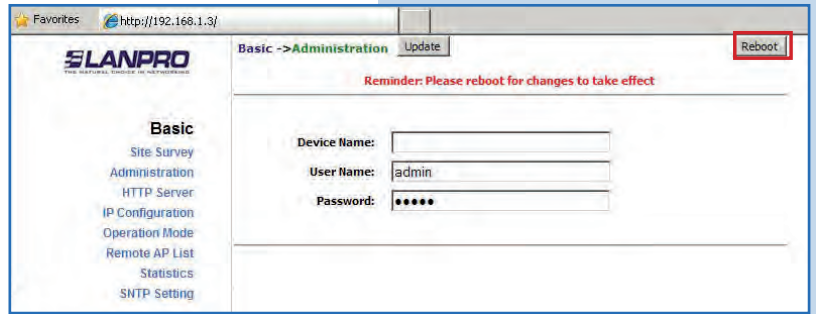 Favorites http://192.168.1.3/
LANPRO
THE NATURAL CHOICE IN NETWORKING
Basic ->Administration Update Reboot
Reminder: Please reboot for changes to take effect
Basic
Site Survey
Administration
HTTP Server
IP Configuration
Operation Mode
Remote AP List
Statistics
SNTP Setting
Device Name:
User Name: admin
Password: •••••